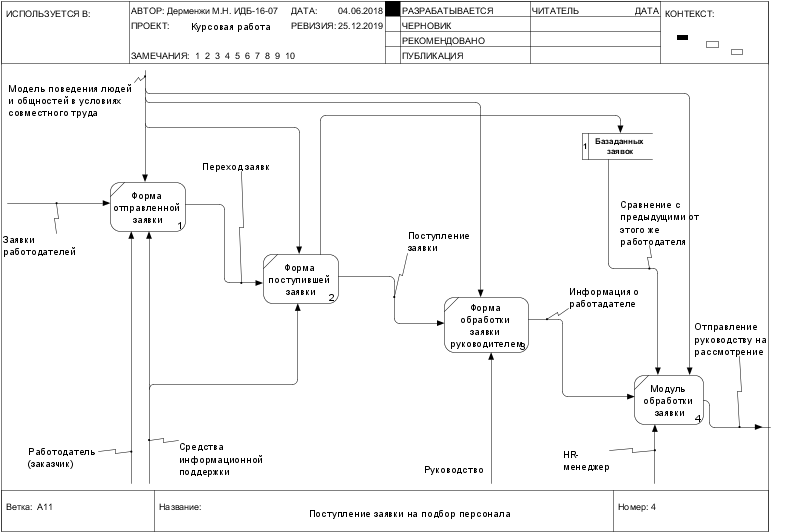 ИСПОЛЬЗУЕТСЯ В:
АВТОР: Дерменжи М.Н. ИДБ-16-07 ДАТА: 04.06.2018
ПРОЕКТ: Курсовая работа РЕВИЗИЯ: 25.12.2019
ЗАМЕЧАНИЯ: 1 2 3 4 5 6 7 8 9 10
РАЗРАБАТЫВАЕТСЯ
ЧЕРНОВИК
РЕКОМЕНДОВАНО
ПУБЛИКАЦИЯ
ЧИТАТЕЛЬ ДАТА
КОНТЕКСТ:
Модель поведения людей
и общностей в условиях
совместного труда
1
Базаданных
заявок
Переход заявк
Форма
отправленной
заявки
1
Сравнение с
предыдущими от
этого же
работодателя
Заявки
работодателей
Поступление
заявки
Форма
поступившей
заявки
2
Информация о
работадателе
Форма
обработки
заявки
руководителем
3
Отправление
руководству на
рассмотрение
Модуль
обработки
заявки
4
Работодатель
(заказчик)
Средства
информационной
поддержки
Руководство
HR-
менеджер
Ветка: A11
Название:
Поступление заявки на подбор персонала
Номер: 4